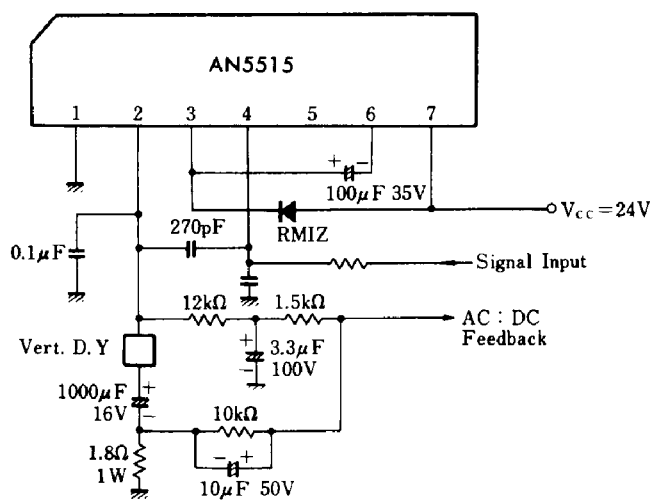 AN5515
1 2 3 4 5 6 7
+ −
100μF 35V
RMIZ
VCC=24V
270pF
0.1μF
Signal Input
12kΩ 1.5kΩ
AC : DC
Feedback
Vert. D.Y
+
−
3.3μF
100V
1000μF
16V
+
−
10kΩ
1.8Ω
1W
− +
10μF 50V